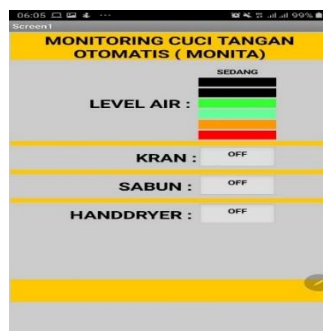 06:05 99%
Screen1
MONITORING CUCI TANGAN
OTOMATIS ( MONITA)
SEDANG
LEVEL AIR :
KRAN : OFF
SABUN : OFF
HANDDRYER : OFF